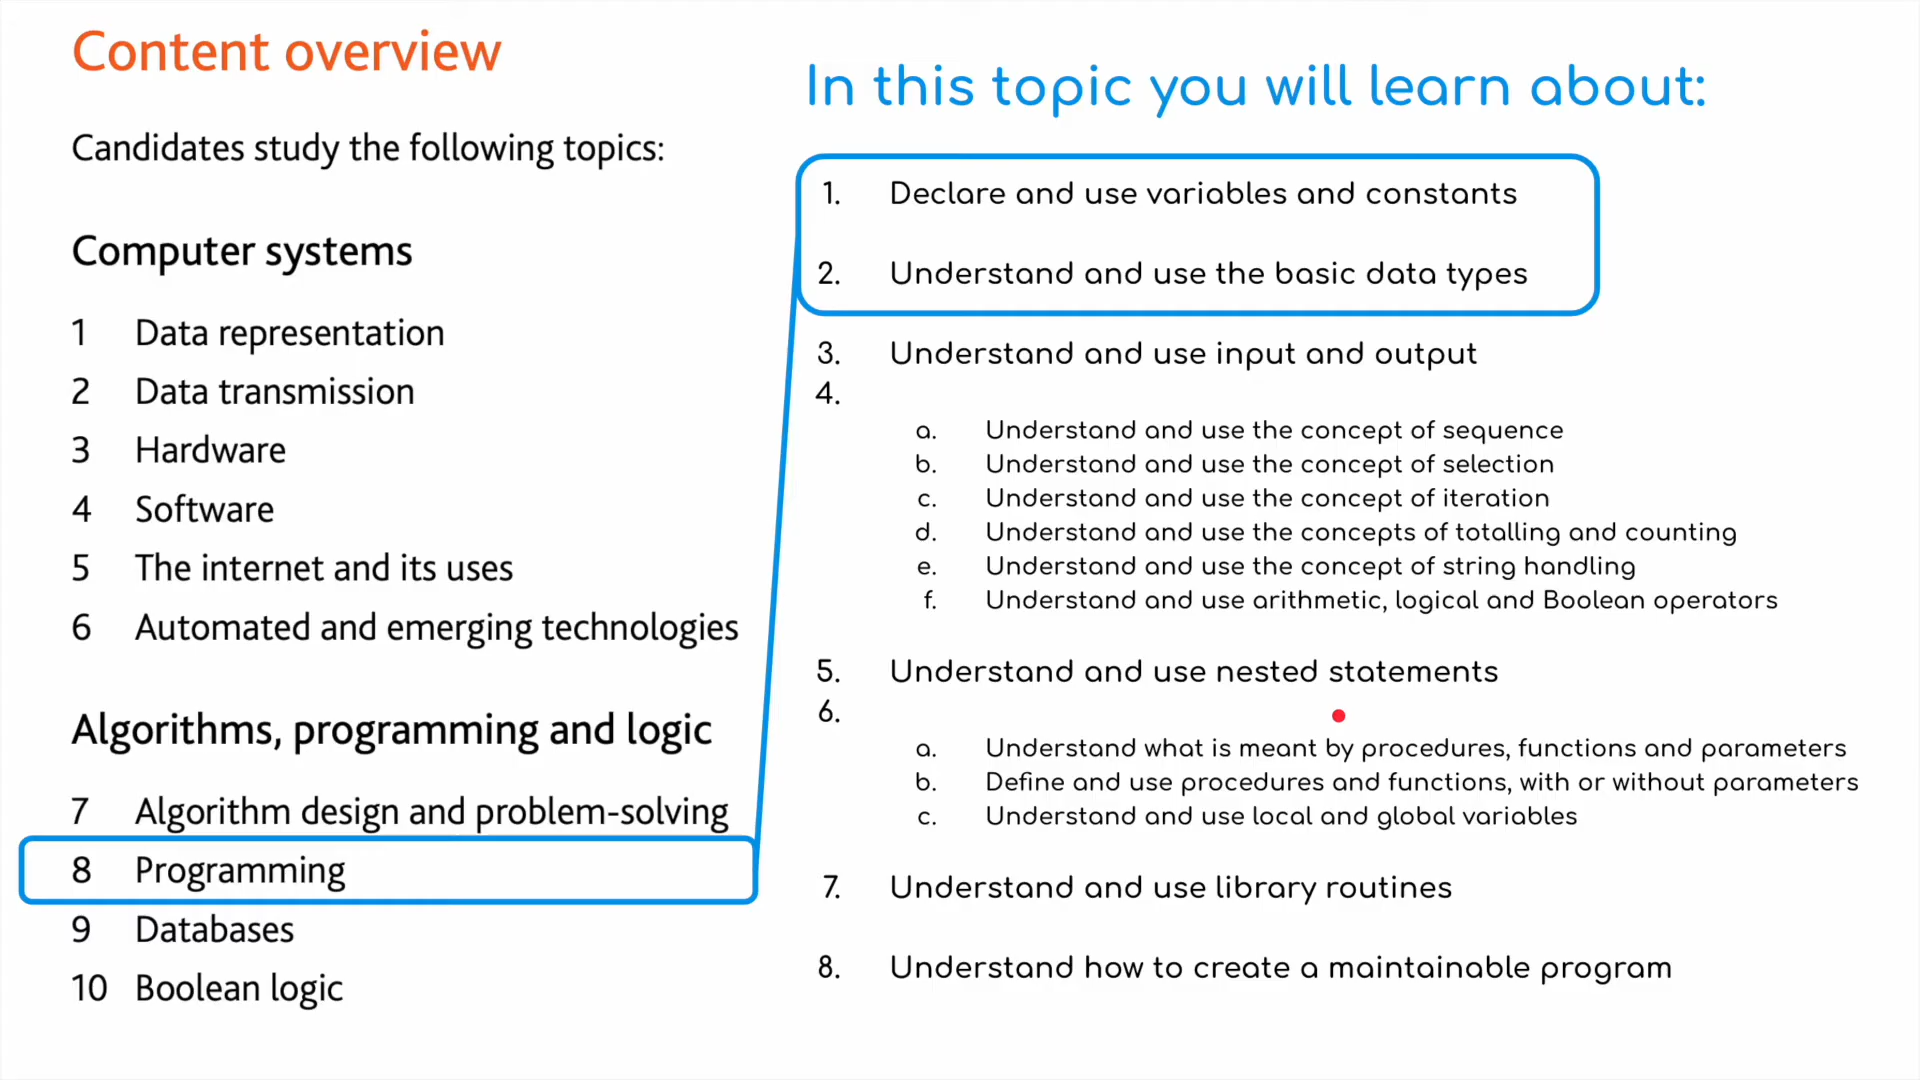 Content overview
Candidates study the following topics:
Computer systems
1 Data representation
2 Data transmission
3 Hardware
4 Software
5 The internet and its uses
6 Automated and emerging technologies
Algorithms, programming and logic
7 Algorithm design and problem-solving
8 Programming
9 Databases
10 Boolean logic
In this topic you will learn about:
1. Declare and use variables and constants
2. Understand and use the basic data types
3. Understand and use input and output
4.
a. Understand and use the concept of sequence
b. Understand and use the concept of selection
c. Understand and use the concept of iteration
d. Understand and use the concepts of totalling and counting
e. Understand and use the concept of string handling
f. Understand and use arithmetic, logical and Boolean operators
5. Understand and use nested statements
6.
a. Understand what is meant by procedures, functions and parameters
b. Define and use procedures and functions, with or without parameters
c. Understand and use local and global variables
7. Understand and use library routines
8. Understand how to create a maintainable program